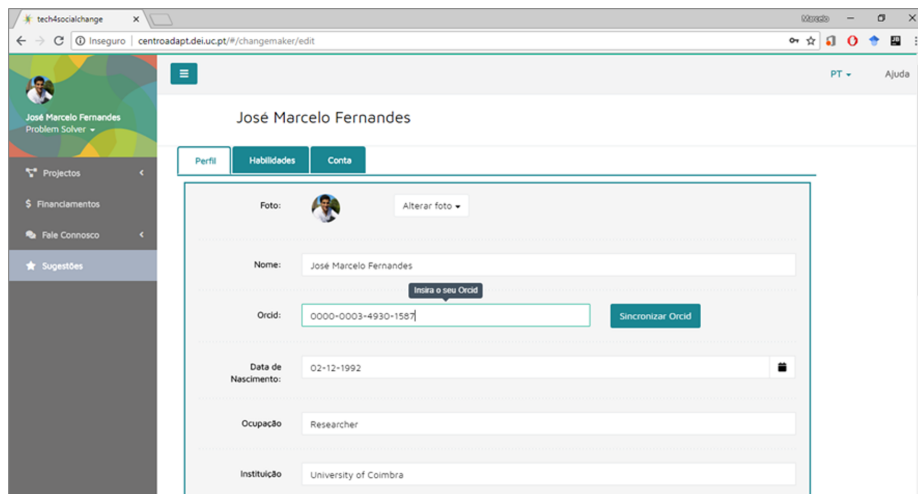 tech4socialchange
Marcelo
Inseguro | centroadapt.dei.uc.pt/#/changemaker/edit
PT
Ajuda
José Marcelo Fernandes
Problem Solver
Projectos
$ Financiamentos
Fale Connosco
Sugestões
José Marcelo Fernandes
Perfil
Habilidades
Conta
Foto:
Alterar foto
Nome:
José Marcelo Fernandes
Insira o seu Orcid
Orcid:
0000-0003-4930-1587
Sincronizar Orcid
Data de
Nascimento:
02-12-1992
Ocupação
Researcher
Instituição
University of Coimbra